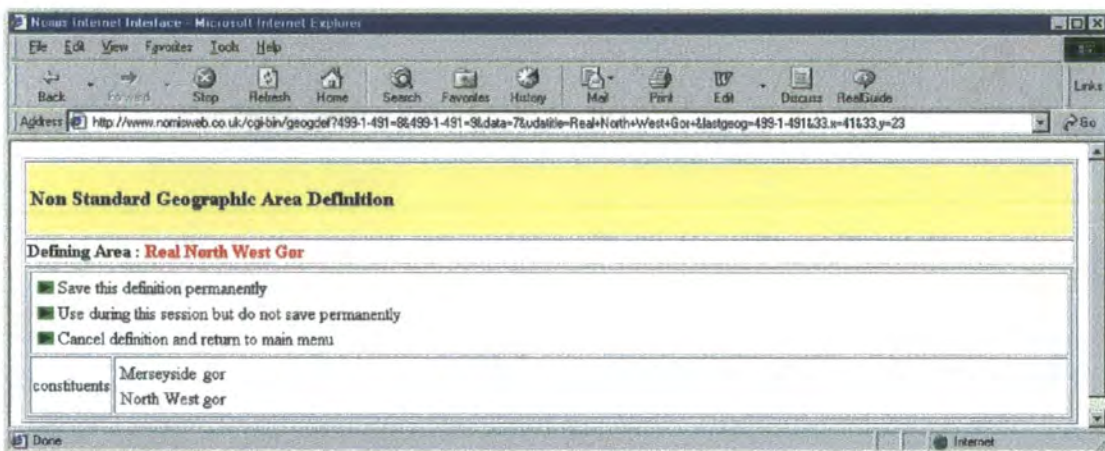 Nomis Internet Interface - Microsoft Internet Explorer
File Edit View Favorites Tools Help
Back Forward Stop Refresh Home Search Favorites History Mail Print Edit Discuss RealGuide Links
Address http://www.nomisweb.co.uk/cgi-bin/geogdef?499-1-491=8&499-1-491=9&data=7&udatitle=Real+North+West+Gor+&lastgeog=499-1-491&33.x=41&33.y=23 Go
Non Standard Geographic Area Definition
Defining Area : Real North West Gor
Save this definition permanently
Use during this session but do not save permanently
Cancel definition and return to main menu
constituents
Merseyside gor
North West gor
Done Internet